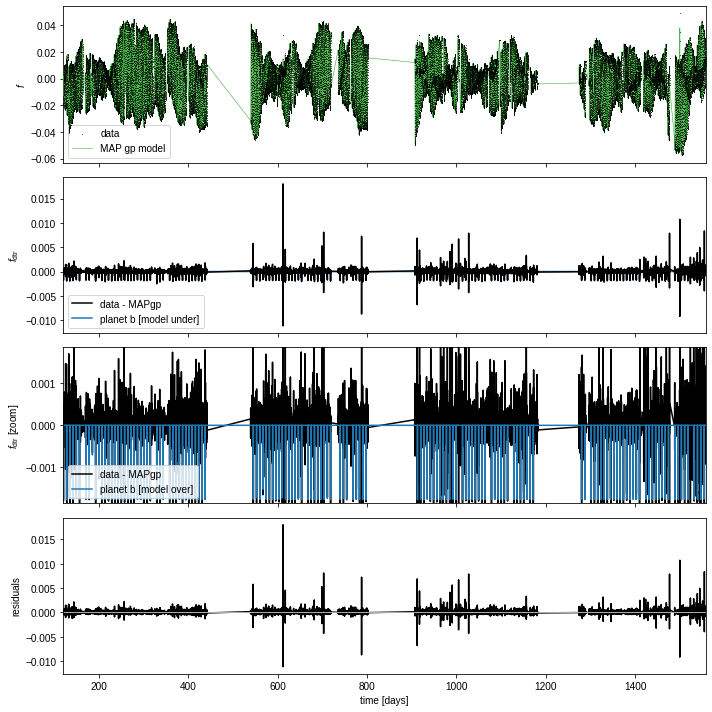 0.04
0.02
0.00
−0.02
−0.04
−0.06
f
data
MAP gp model
0.015
0.010
0.005
0.000
−0.005
−0.010
f_dtr
data - MAPgp
planet b [model under]
0.001
0.000
−0.001
f_dtr [zoom]
data - MAPgp
planet b [model over]
0.015
0.010
0.005
0.000
−0.005
−0.010
residuals
200 400 600 800 1000 1200 1400
time [days]